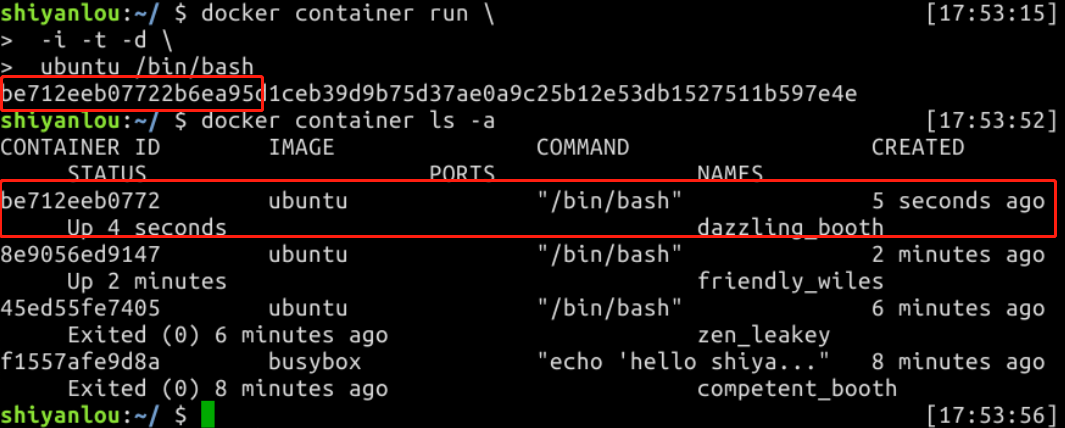 shiyanlou:~/ $ docker container run \ [17:53:15]
> -i -t -d \
> ubuntu /bin/bash
be712eeb07722b6ea95d1ceb39d9b75d37ae0a9c25b12e53db1527511b597e4e
shiyanlou:~/ $ docker container ls -a [17:53:52]
CONTAINER ID IMAGE COMMAND CREATED
STATUS PORTS NAMES
be712eeb0772 ubuntu "/bin/bash" 5 seconds ago
Up 4 seconds dazzling_booth
8e9056ed9147 ubuntu "/bin/bash" 2 minutes ago
Up 2 minutes friendly_wiles
45ed55fe7405 ubuntu "/bin/bash" 6 minutes ago
Exited (0) 6 minutes ago zen_leakey
f1557afe9d8a busybox "echo 'hello shiya..." 8 minutes ago
Exited (0) 8 minutes ago competent_booth
shiyanlou:~/ $ [17:53:56]